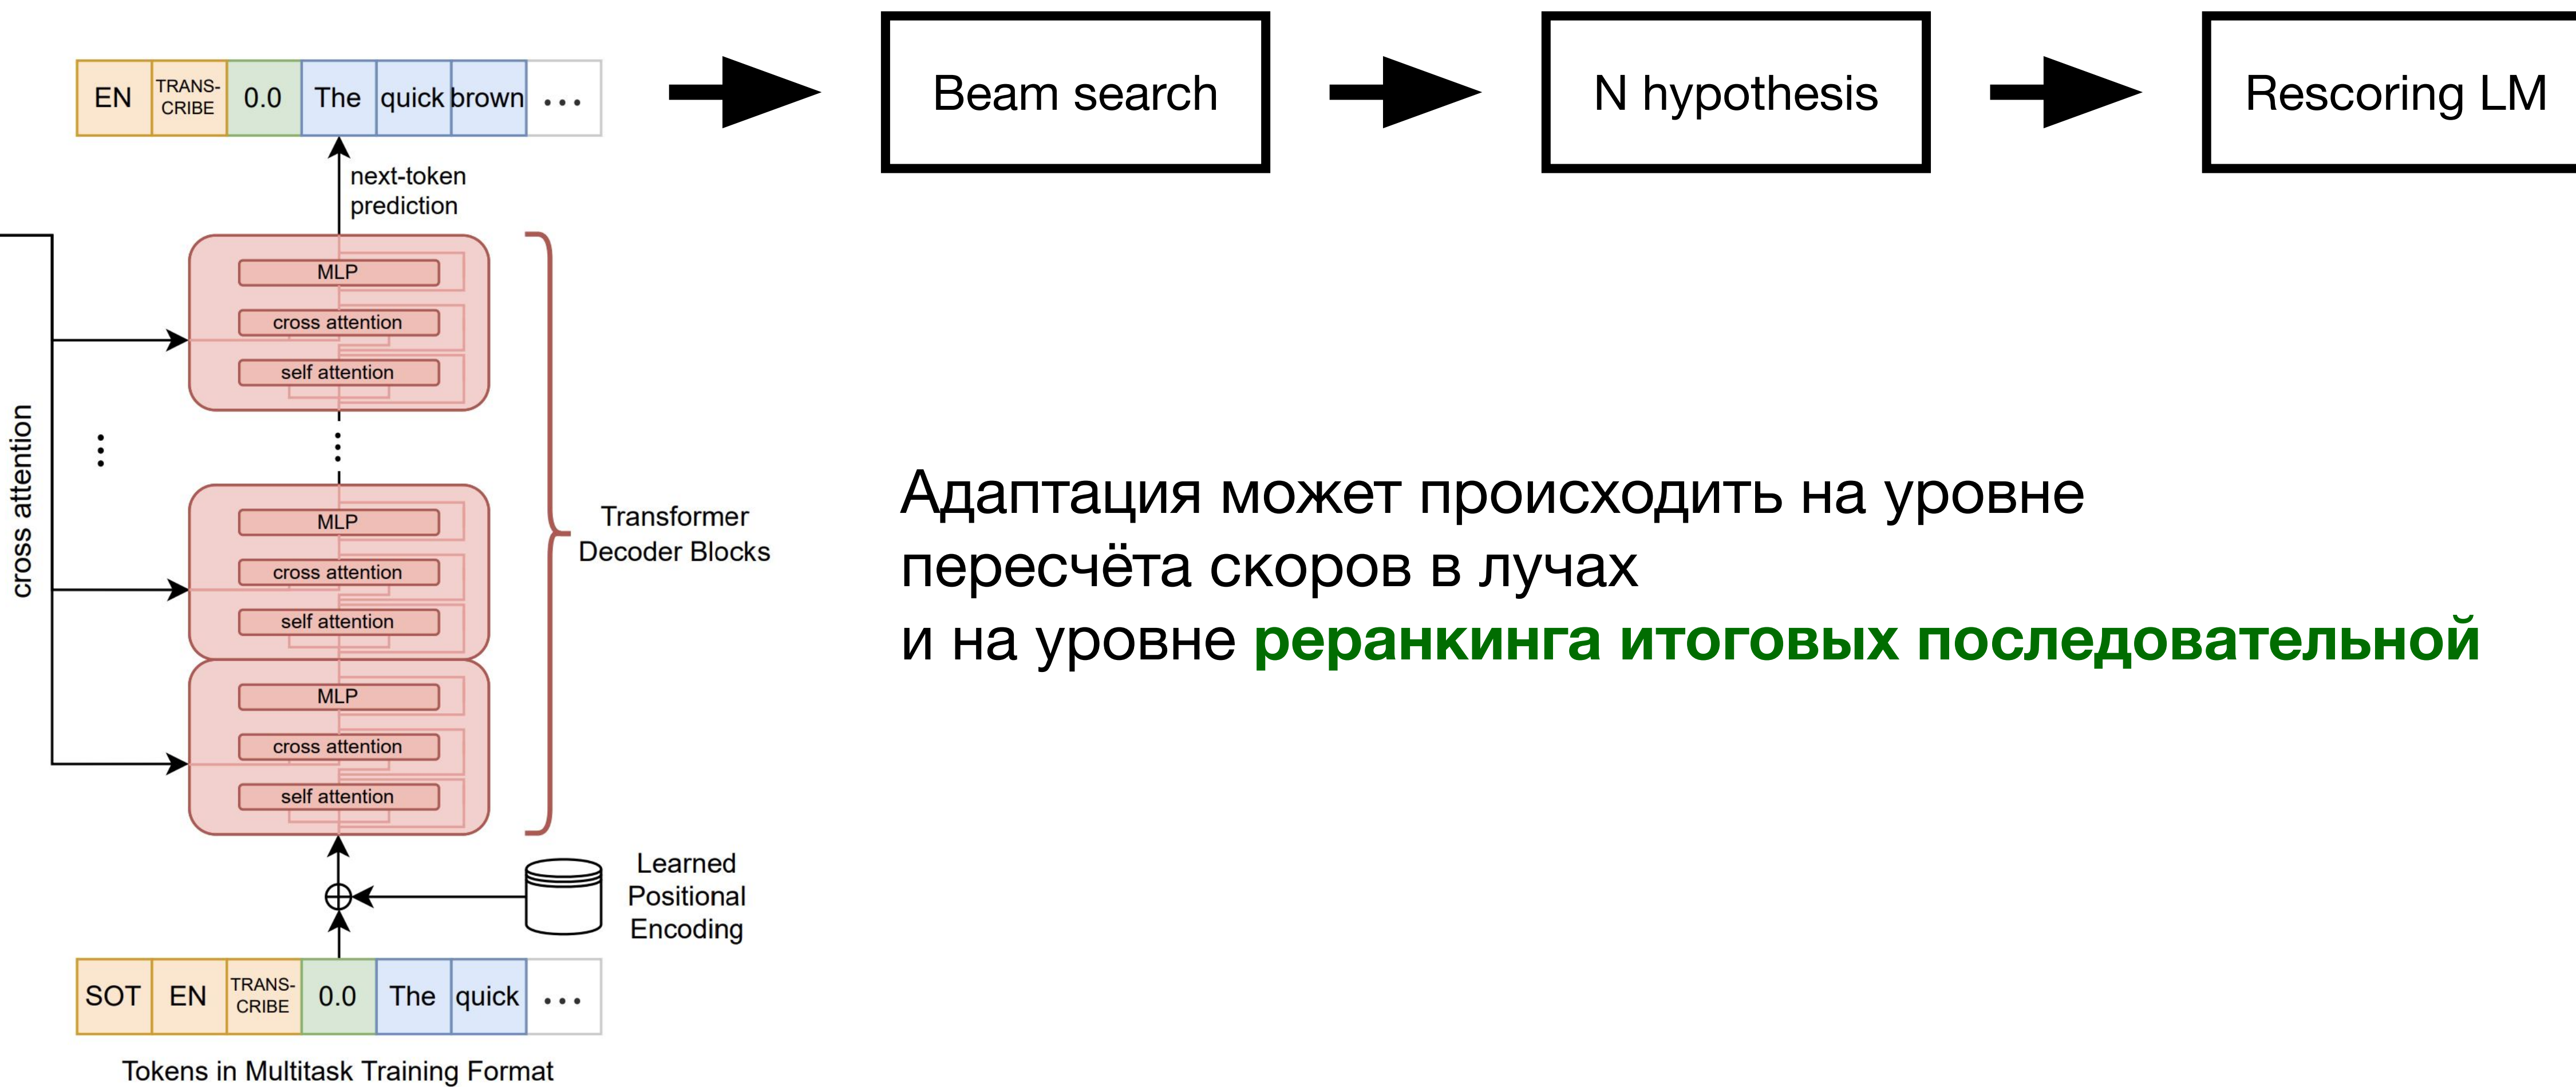 EN TRANS-CRIBE 0.0 The quick brown ...
Beam search
N hypothesis
Rescoring LM
next-token
prediction
MLP
cross attention
self attention
cross attention
MLP
cross attention
self attention
Transformer
Decoder Blocks
MLP
cross attention
self attention
Learned
Positional
Encoding
SOT EN TRANS-CRIBE 0.0 The quick ...
Tokens in Multitask Training Format
Адаптация может происходить на уровне
пересчёта скоров в лучах
и на уровне реранкинга итоговых последовательной